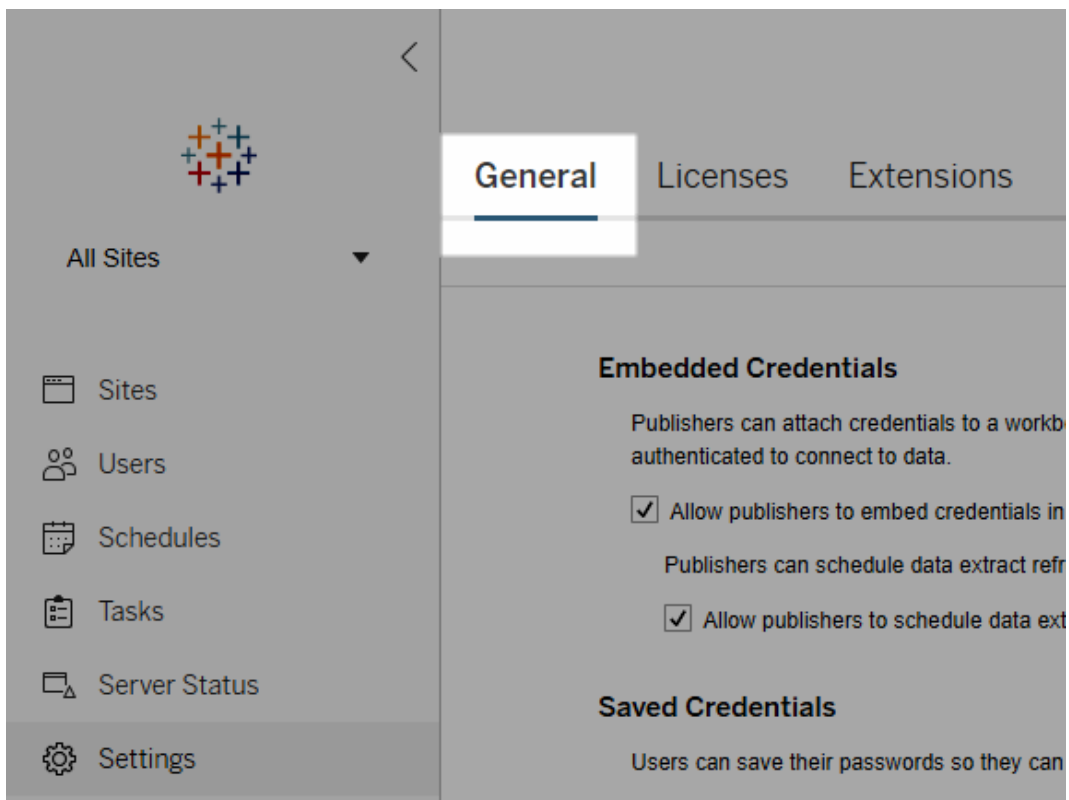 General
Licenses
Extensions
All Sites
Sites
Users
Schedules
Tasks
Server Status
Settings
Embedded Credentials
Publishers can attach credentials to a workb
authenticated to connect to data.
Allow publishers to embed credentials in
Publishers can schedule data extract refr
Allow publishers to schedule data ext
Saved Credentials
Users can save their passwords so they can